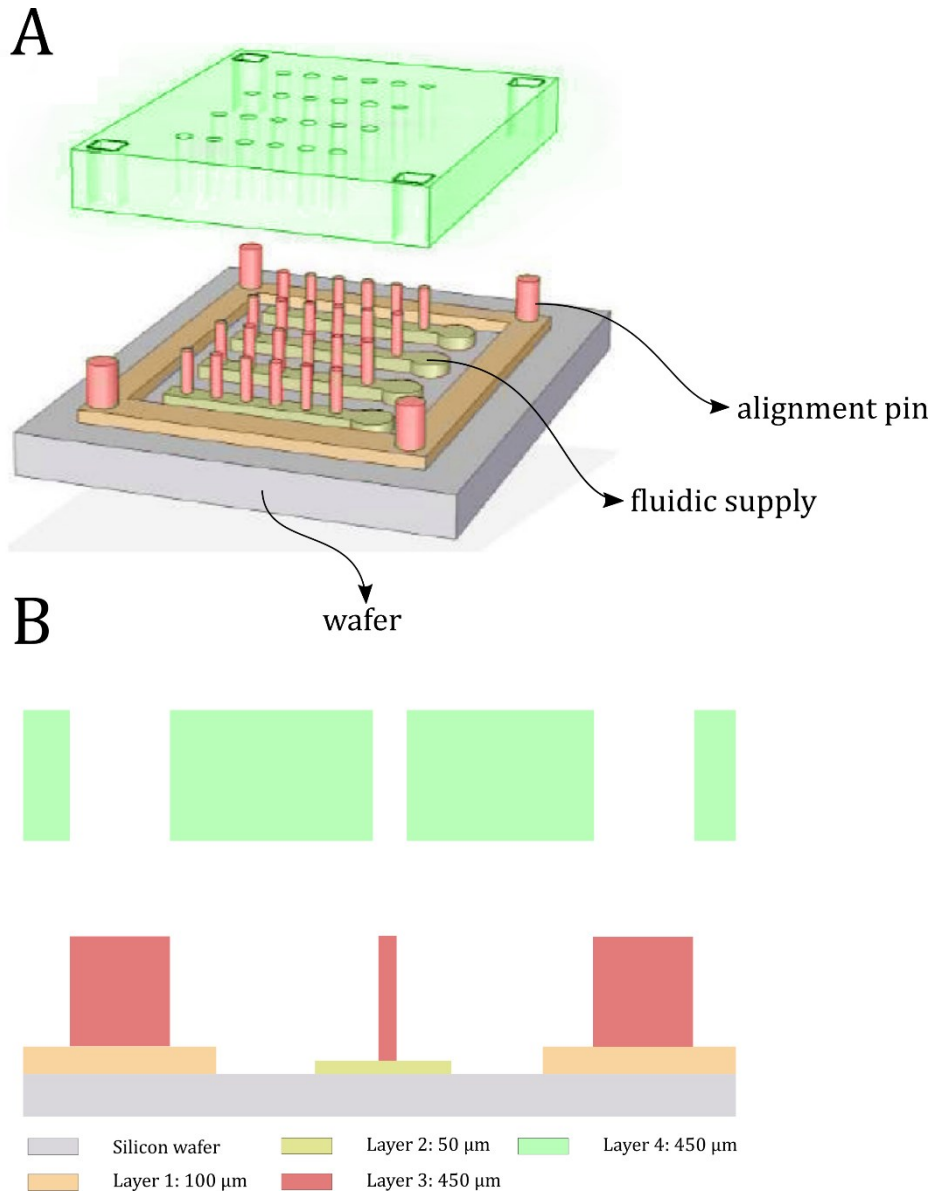 A
alignment pin
fluidic supply
wafer
B
Silicon wafer
Layer 2: 50 μm
Layer 4: 450 μm
Layer 1: 100 μm
Layer 3: 450 μm